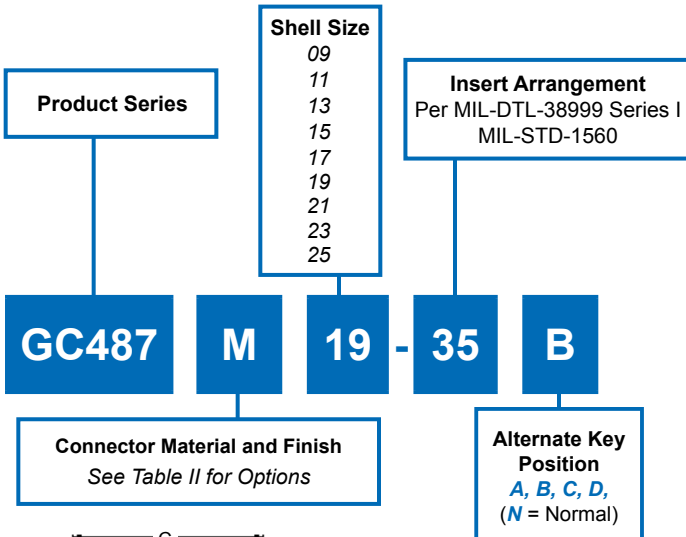 Shell Size
09
11
13
15
17
19
21
23
25
Product Series
Insert Arrangement
Per MIL-DTL-38999 Series I
MIL-STD-1560
GC487 M 19 - 35 B
Connector Material and Finish
See Table II for Options
Alternate Key
Position
A, B, C, D,
(N = Normal)
G